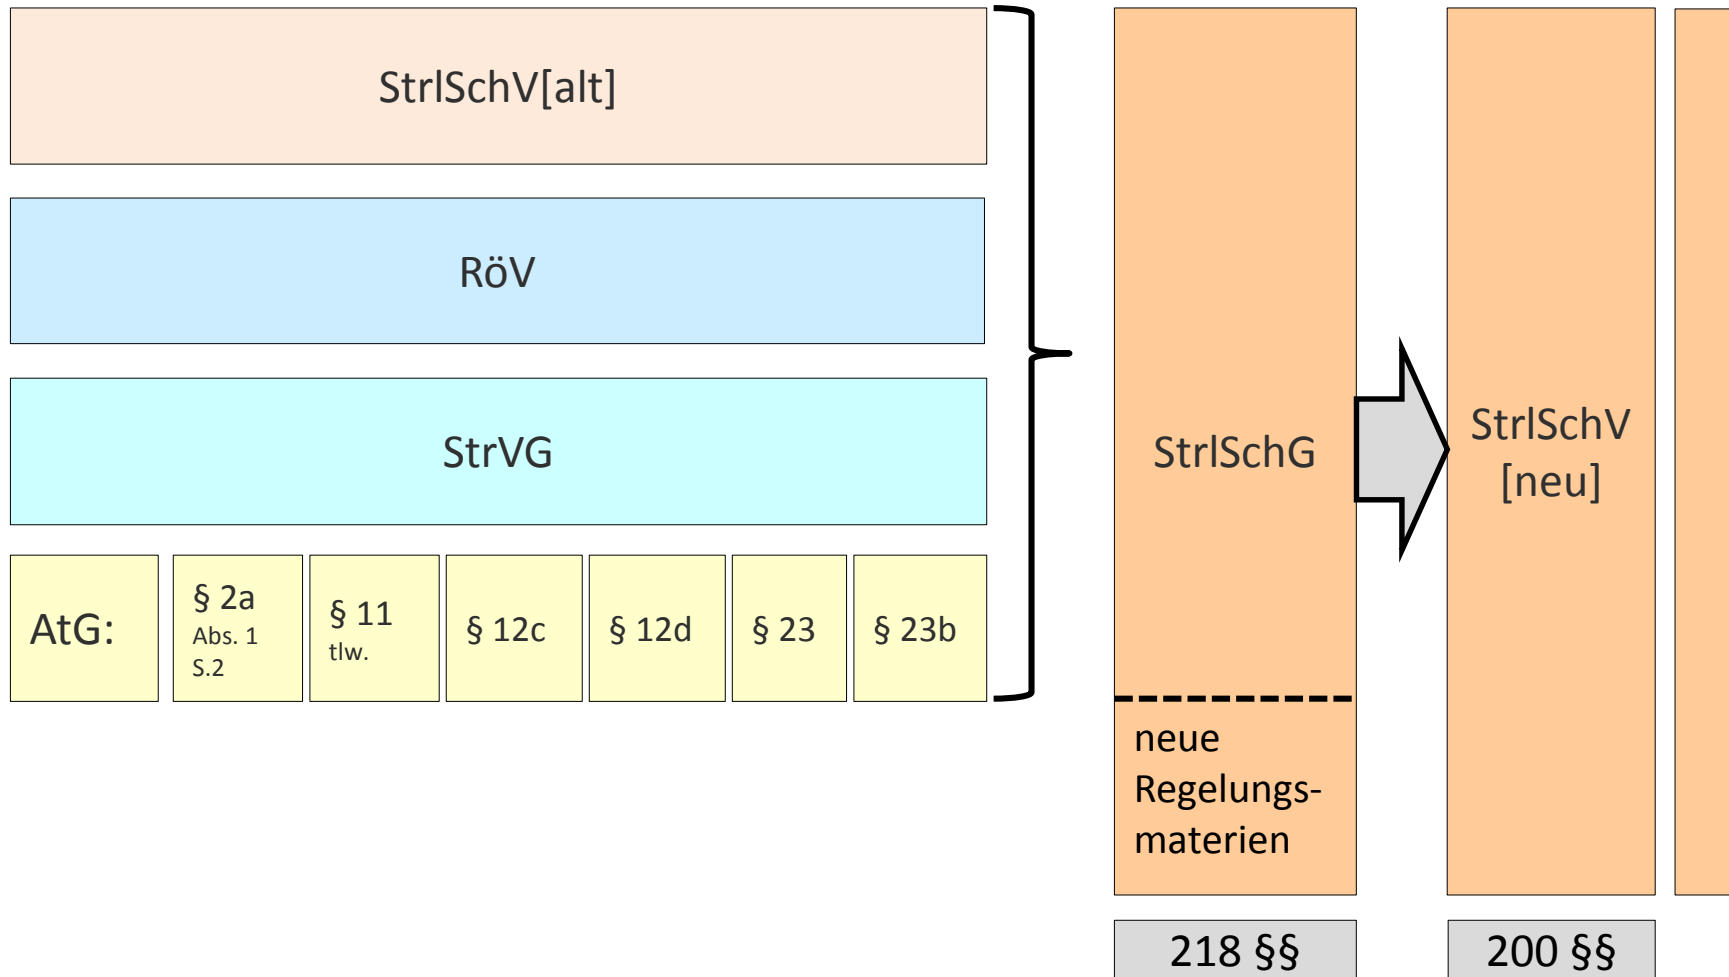 StrlSchV[alt]
RöV
StrVG
AtG:
§ 2a
Abs. 1
S.2
§ 11
tlw.
§ 12c
§ 12d
§ 23
§ 23b
StrlSchG
neue
Regelungs-
materien
218 §§
StrlSchV
[neu]
200 §§